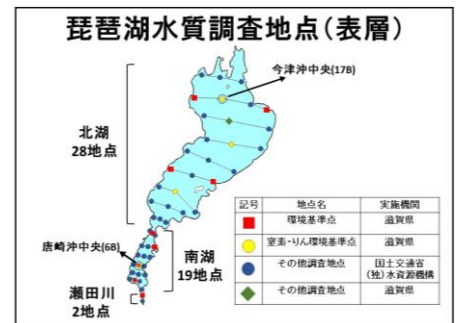 琵琶湖水質調査地点(表層)
今津沖中央(17B)
北湖
28地点
唐崎沖中央(6B)
南湖
19地点
瀬田川
2地点
記号 地点名 実施機関
環境基準点 滋賀県
窒素・りん環境基準点 滋賀県
その他調査地点 国土交通省
(独)水資源機構
その他調査地点 滋賀県